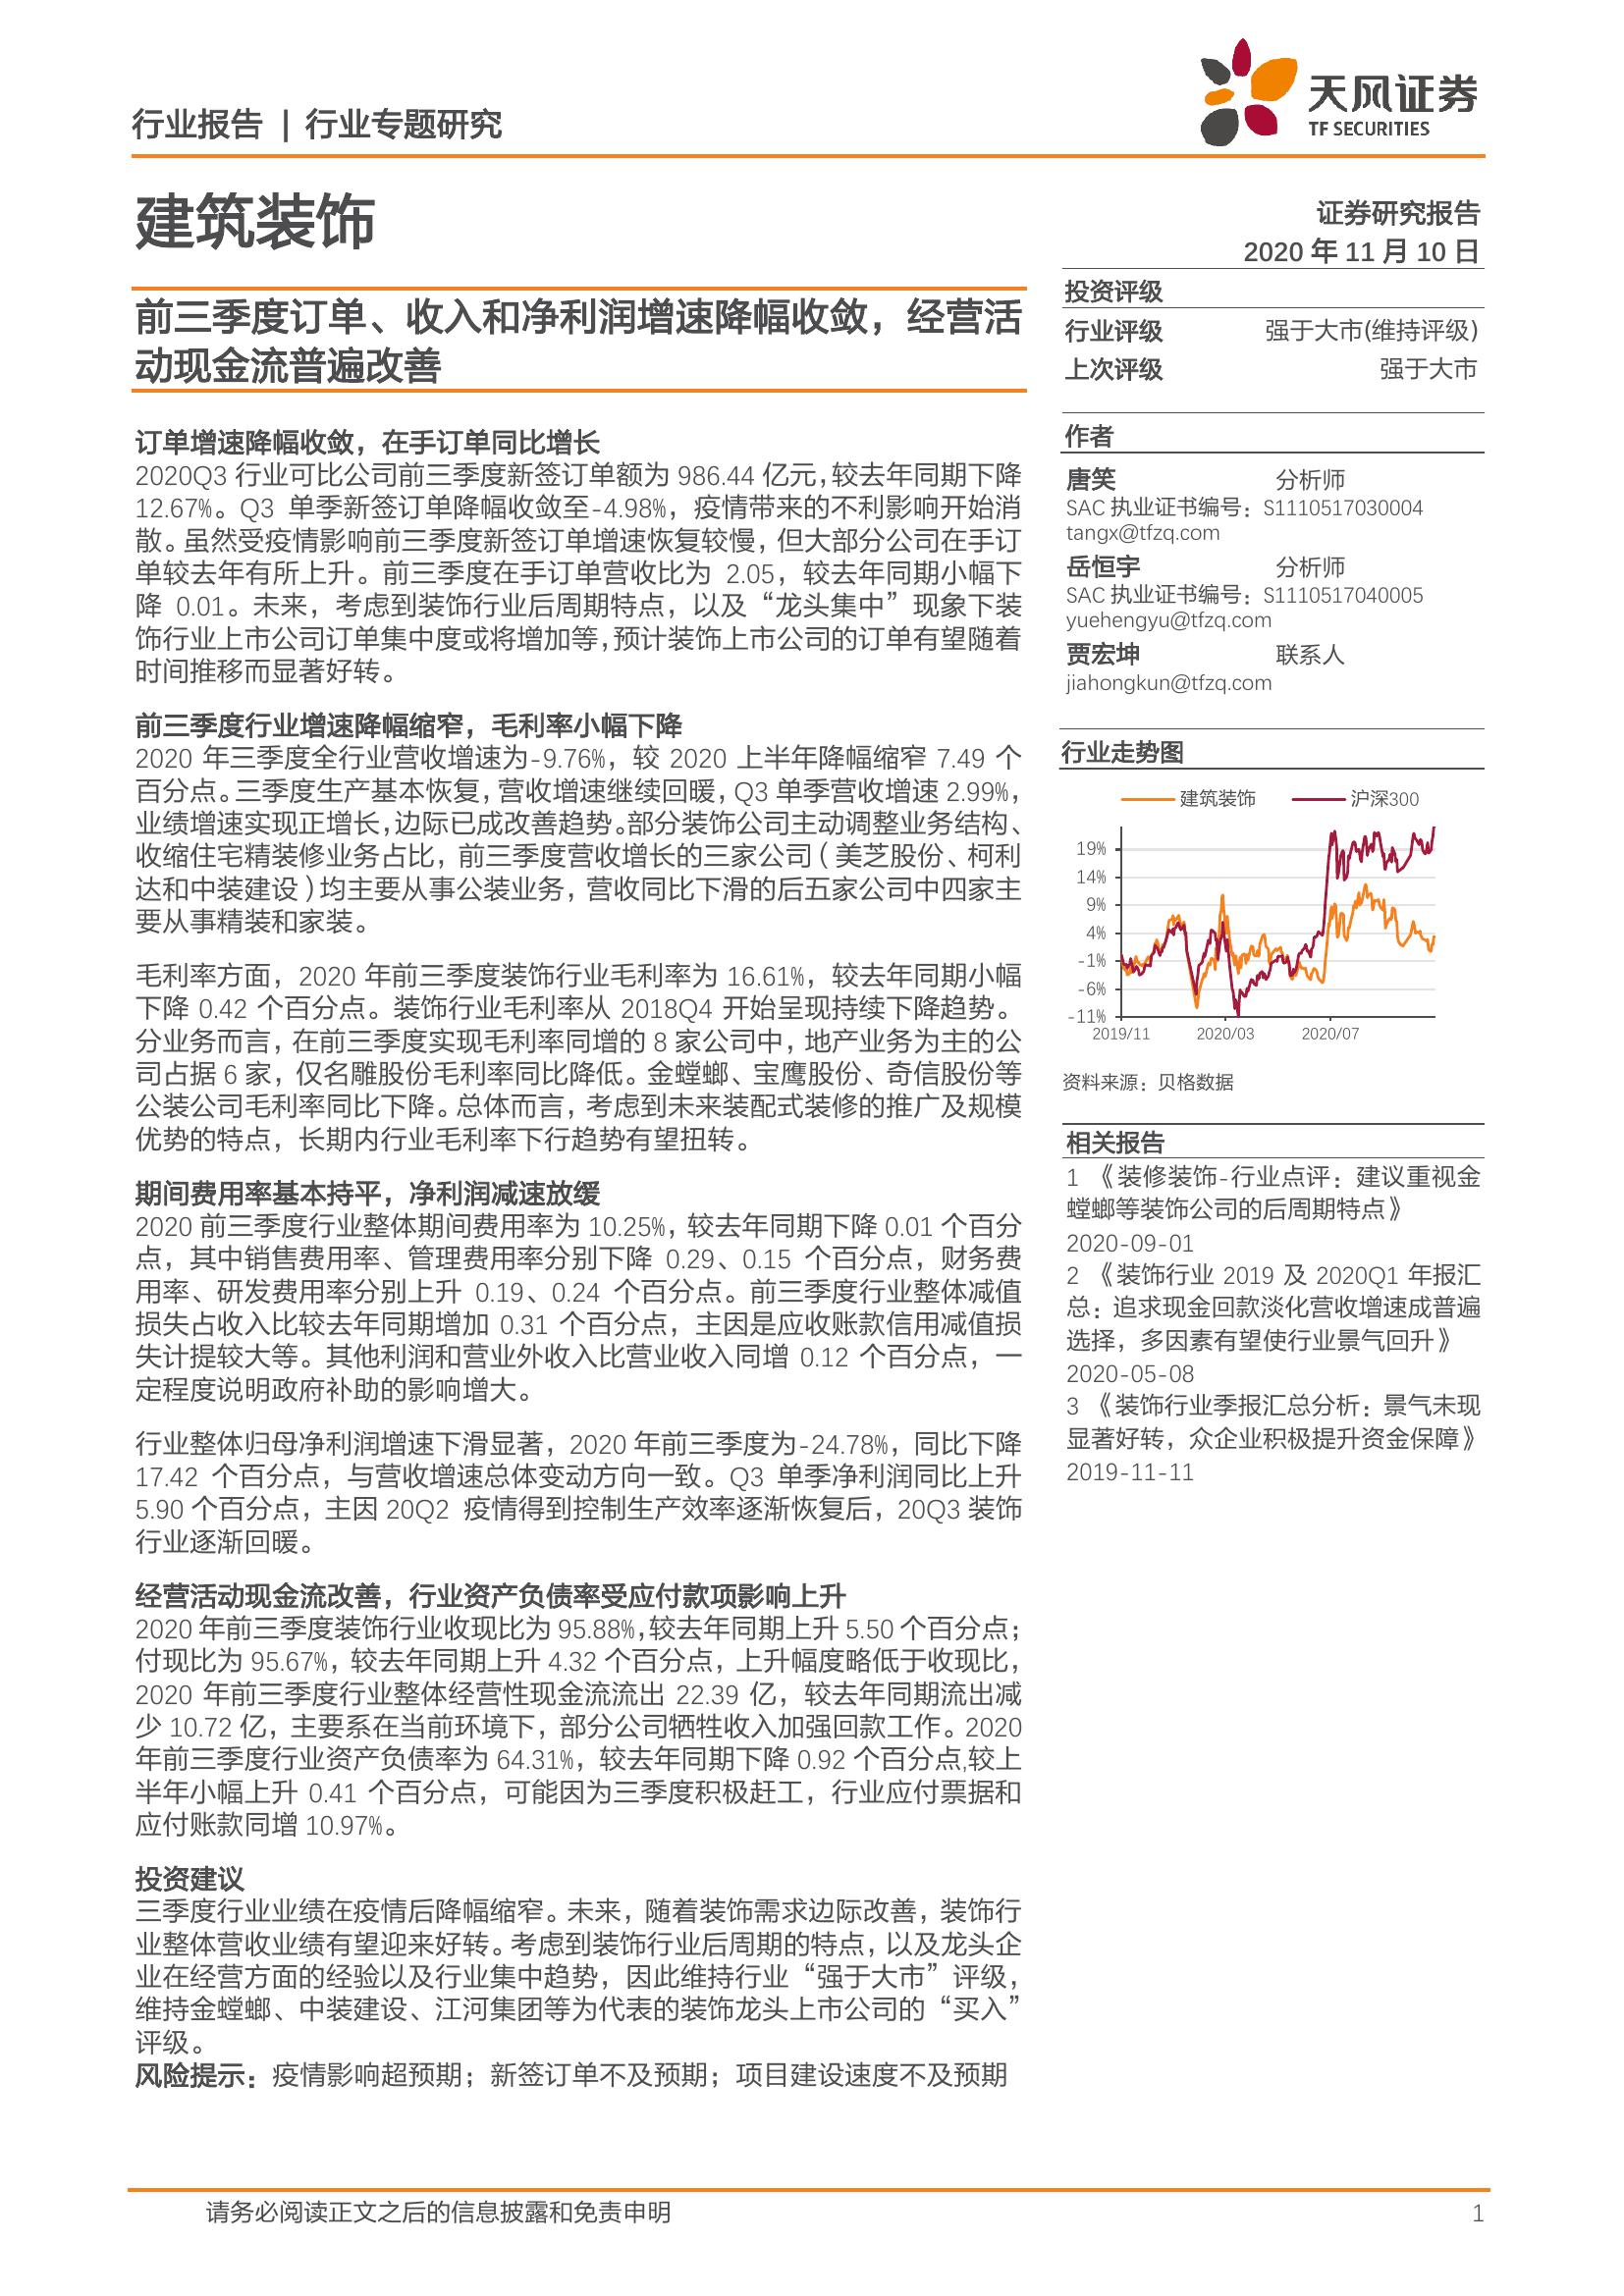 行业报告 | 行业专题研究
天风证券
TF SECURITIES
建筑装饰
证券研究报告
2020 年 11 月 10 日
前三季度订单、收入和净利润增速降幅收敛，经营活
动现金流普遍改善
订单增速降幅收敛，在手订单同比增长
2020Q3 行业可比公司前三季度新签订单额为 986.44 亿元，较去年同期下降
12.67%。Q3 单季新签订单降幅收敛至-4.98%，疫情带来的不利影响开始消
散。虽然受疫情影响前三季度新签订单增速恢复较慢，但大部分公司在手订
单较去年有所上升。前三季度在手订单营收比为 2.05，较去年同期小幅下
降 0.01。未来，考虑到装饰行业后周期特点，以及“龙头集中”现象下装
饰行业上市公司订单集中度或将增加等，预计装饰上市公司的订单有望随着
时间推移而显著好转。
前三季度行业增速降幅缩窄，毛利率小幅下降
2020 年三季度全行业营收增速为-9.76%，较 2020 上半年降幅缩窄 7.49 个
百分点。三季度生产基本恢复，营收增速继续回暖，Q3 单季营收增速 2.99%，
业绩增速实现正增长，边际已成改善趋势。部分装饰公司主动调整业务结构、
收缩住宅精装修业务占比，前三季度营收增长的三家公司（美芝股份、柯利
达和中装建设）均主要从事公装业务，营收同比下滑的后五家公司中四家主
要从事精装和家装。
毛利率方面，2020 年前三季度装饰行业毛利率为 16.61%，较去年同期小幅
下降 0.42 个百分点。装饰行业毛利率从 2018Q4 开始呈现持续下降趋势。
分业务而言，在前三季度实现毛利率同增的 8 家公司中，地产业务为主的公
司占据 6 家，仅名雕股份毛利率同比降低。金螳螂、宝鹰股份、奇信股份等
公装公司毛利率同比下降。总体而言，考虑到未来装配式装修的推广及规模
优势的特点，长期内行业毛利率下行趋势有望扭转。
期间费用率基本持平，净利润减速放缓
2020 前三季度行业整体期间费用率为 10.25%，较去年同期下降 0.01 个百分
点，其中销售费用率、管理费用率分别下降 0.29、0.15 个百分点，财务费
用率、研发费用率分别上升 0.19、0.24 个百分点。前三季度行业整体减值
损失占收入比较去年同期增加 0.31 个百分点，主因是应收账款信用减值损
失计提较大等。其他利润和营业外收入比营业收入同增 0.12 个百分点，一
定程度说明政府补助的影响增大。
行业整体归母净利润增速下滑显著，2020 年前三季度为-24.78%，同比下降
17.42 个百分点，与营收增速总体变动方向一致。Q3 单季净利润同比上升
5.90 个百分点，主因 20Q2 疫情得到控制生产效率逐渐恢复后，20Q3 装饰
行业逐渐回暖。
经营活动现金流改善，行业资产负债率受应付款项影响上升
2020 年前三季度装饰行业收现比为 95.88%,较去年同期上升 5.50 个百分点；
付现比为 95.67%，较去年同期上升 4.32 个百分点，上升幅度略低于收现比，
2020 年前三季度行业整体经营性现金流流出 22.39 亿，较去年同期流出减
少 10.72 亿，主要系在当前环境下，部分公司牺牲收入加强回款工作。2020
年前三季度行业资产负债率为 64.31%，较去年同期下降 0.92 个百分点,较上
半年小幅上升 0.41 个百分点，可能因为三季度积极赶工，行业应付票据和
应付账款同增 10.97%。
投资建议
三季度行业业绩在疫情后降幅缩窄。未来，随着装饰需求边际改善，装饰行
业整体营收业绩有望迎来好转。考虑到装饰行业后周期的特点，以及龙头企
业在经营方面的经验以及行业集中趋势，因此维持行业“强于大市”评级，
维持金螳螂、中装建设、江河集团等为代表的装饰龙头上市公司的“买入”
评级。
风险提示：疫情影响超预期；新签订单不及预期；项目建设速度不及预期
投资评级
行业评级 强于大市(维持评级)
上次评级 强于大市
作者
唐笑 分析师
SAC 执业证书编号：S1110517030004
tangx@tfzq.com
岳恒宇 分析师
SAC 执业证书编号：S1110517040005
yuehengyu@tfzq.com
贾宏坤 联系人
jiahongkun@tfzq.com
行业走势图
建筑装饰 沪深300
19%
14%
9%
4%
-1%
-6%
-11%
2019/11 2020/03 2020/07
资料来源：贝格数据
相关报告
1 《装修装饰-行业点评：建议重视金
螳螂等装饰公司的后周期特点》
2020-09-01
2 《装饰行业 2019 及 2020Q1 年报汇
总：追求现金回款淡化营收增速成普遍
选择，多因素有望使行业景气回升》
2020-05-08
3 《装饰行业季报汇总分析：景气未现
显著好转，众企业积极提升资金保障》
2019-11-11
请务必阅读正文之后的信息披露和免责申明 1